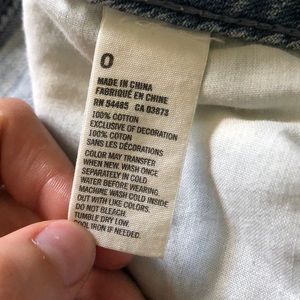 0
MADE IN CHINA
FABRIQUÉ EN CHINE
RN 54485 CA 03873
100% COTTON
EXCLUSIVE OF DECORATION
100% COTTON
SANS LES DÉCORATIONS
COLOR MAY TRANSFER
WHEN NEW. WASH ONCE
SEPARATELY IN COLD
WATER BEFORE WEARING.
MACHINE WASH COLD INSIDE
OUT WITH LIKE COLORS.
DO NOT BLEACH.
TUMBLE DRY LOW.
COOL IRON IF NEEDED.